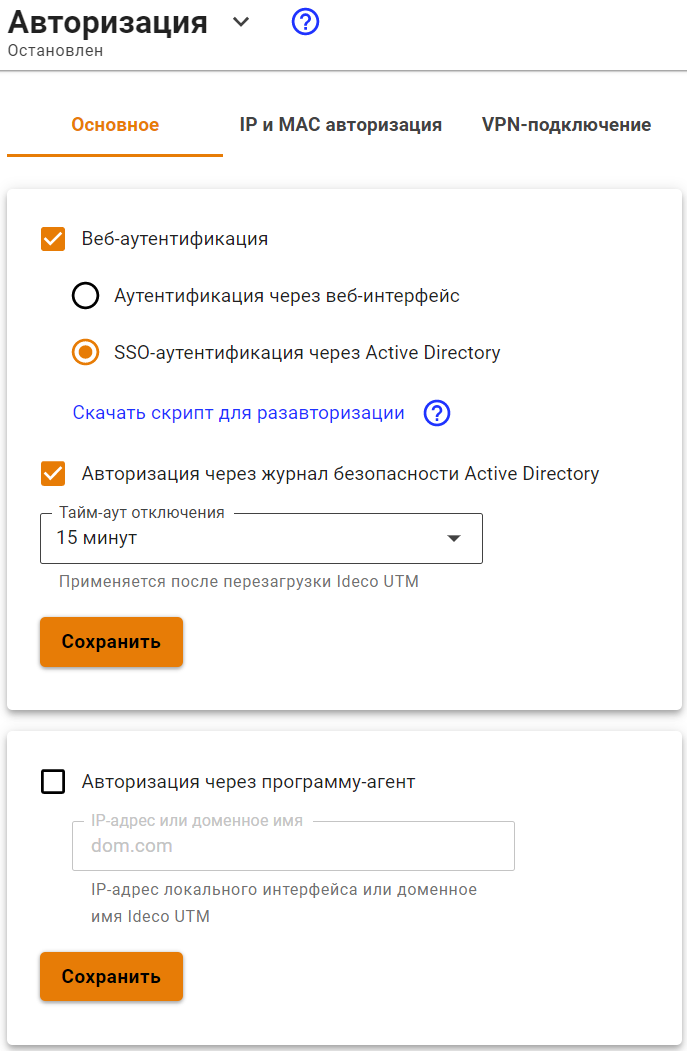 Авторизация
Остановлен
Основное
IP и MAC авторизация
VPN-подключение
Веб-аутентификация
Аутентификация через веб-интерфейс
SSO-аутентификация через Active Directory
Скачать скрипт для разавторизации
Авторизация через журнал безопасности Active Directory
Тайм-аут отключения
15 минут
Применяется после перезагрузки Ideco UTM
Сохранить
Авторизация через программу-агент
IP-адрес или доменное имя
dom.com
IP-адрес локального интерфейса или доменное
имя Ideco UTM
Сохранить